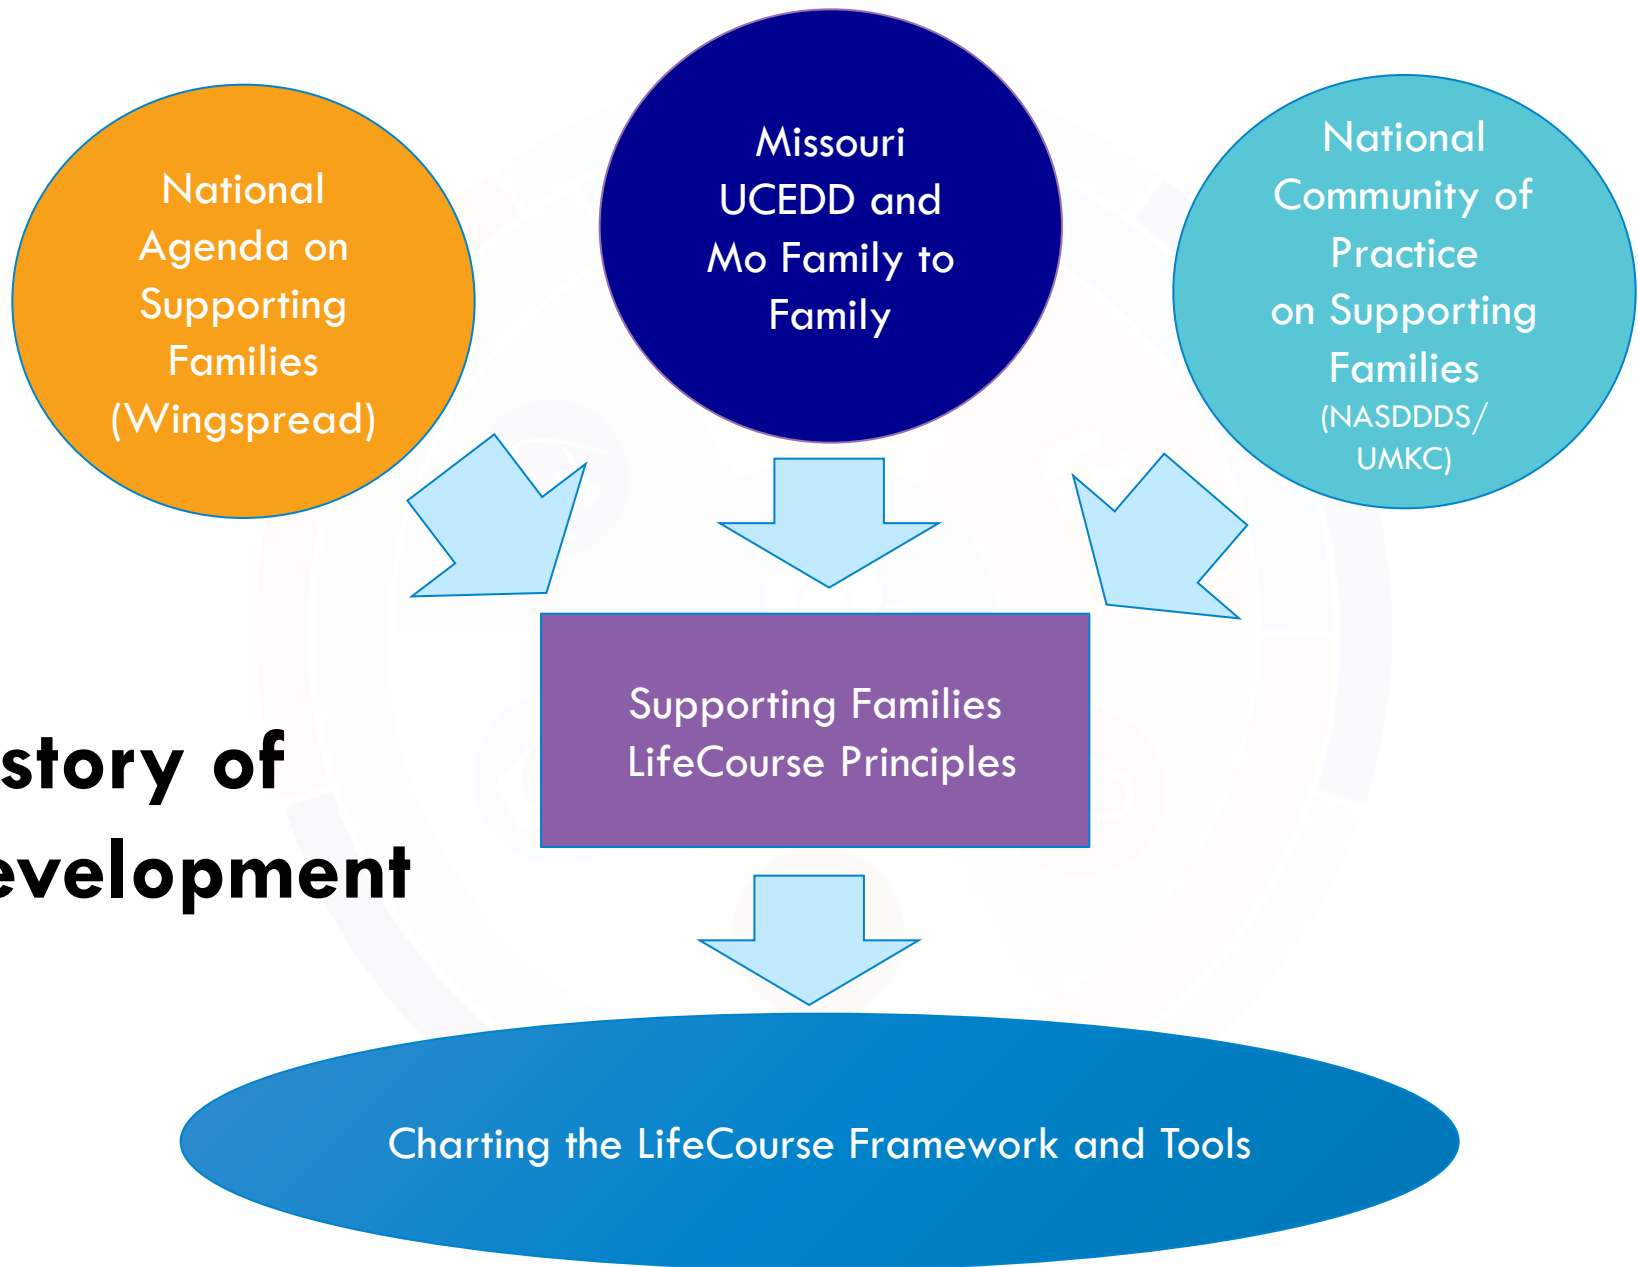 National
Agenda on
Supporting
Families
(Wingspread)
Missouri
UCEDD and
Mo Family to
Family
National
Community of
Practice
on Supporting
Families
(NASDDDS/
UMKC)
Supporting Families
LifeCourse Principles
story of
evelopment
Charting the LifeCourse Framework and Tools